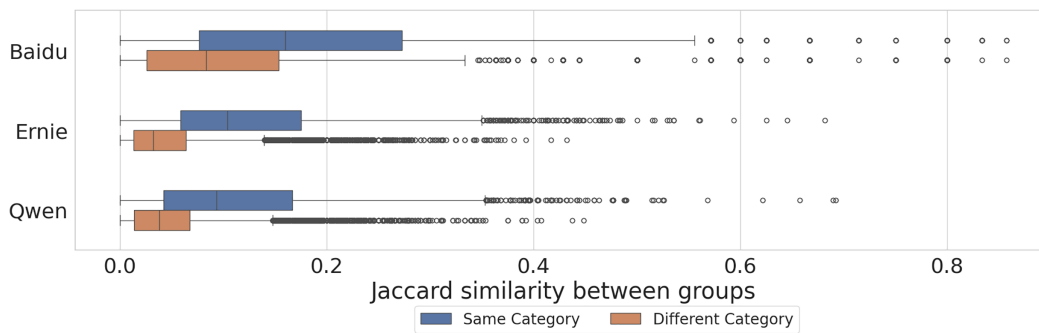 Baidu
Ernie
Qwen
0.0 0.2 0.4 0.6 0.8
Jaccard similarity between groups
Same Category Different Category